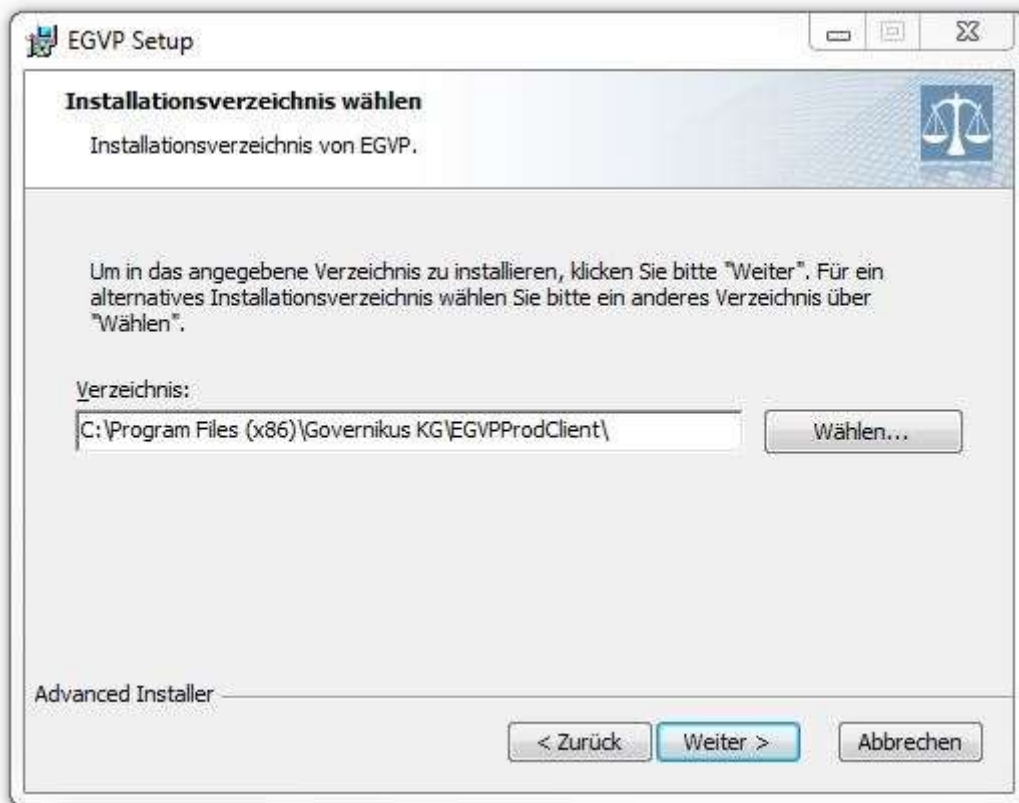 EGVP Setup
Installationsverzeichnis wählen
Installationsverzeichnis von EGVP.
Um in das angegebene Verzeichnis zu installieren, klicken Sie bitte "Weiter". Für ein
alternatives Installationsverzeichnis wählen Sie bitte ein anderes Verzeichnis über
"Wählen".
Verzeichnis:
C:\Program Files (x86)\Governikus KG\EGVPProdClient\
Wählen...
Advanced Installer
< Zurück
Weiter >
Abbrechen